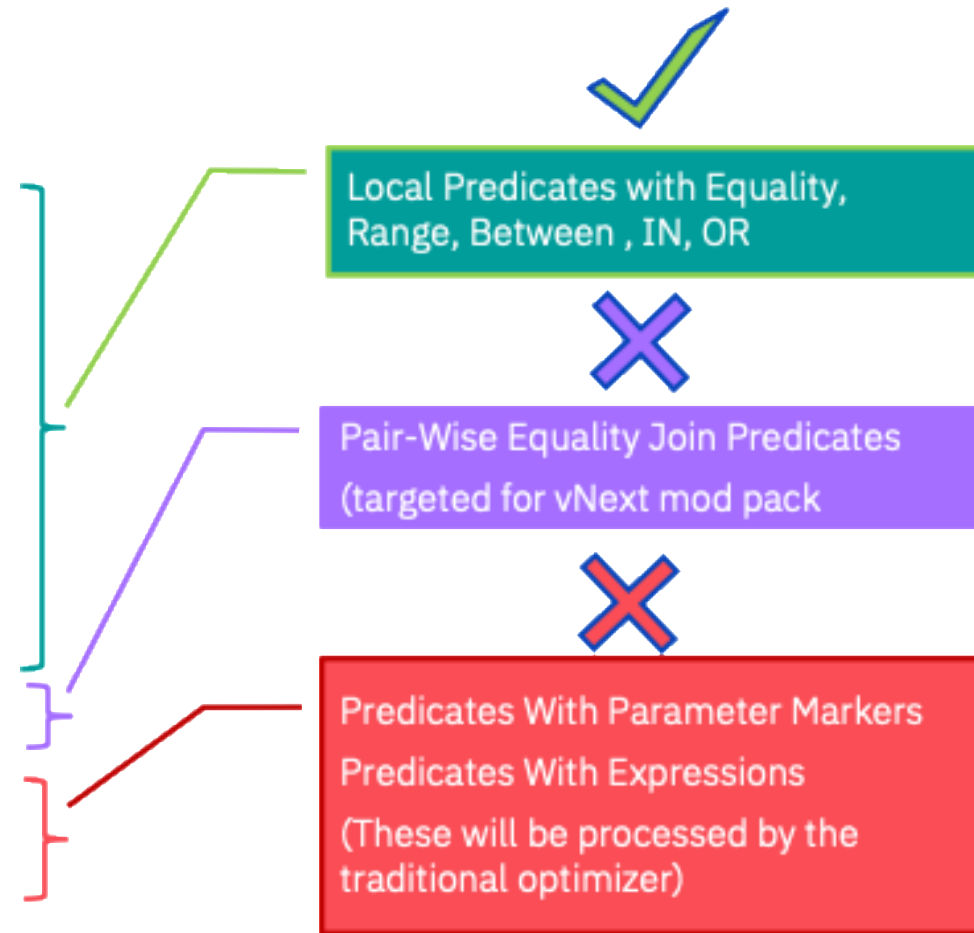 Local Predicates with Equality,
Range, Between , IN, OR
Pair-Wise Equality Join Predicates
(targeted for vNext mod pack
Predicates With Parameter Markers
Predicates With Expressions
(These will be processed by the
traditional optimizer)